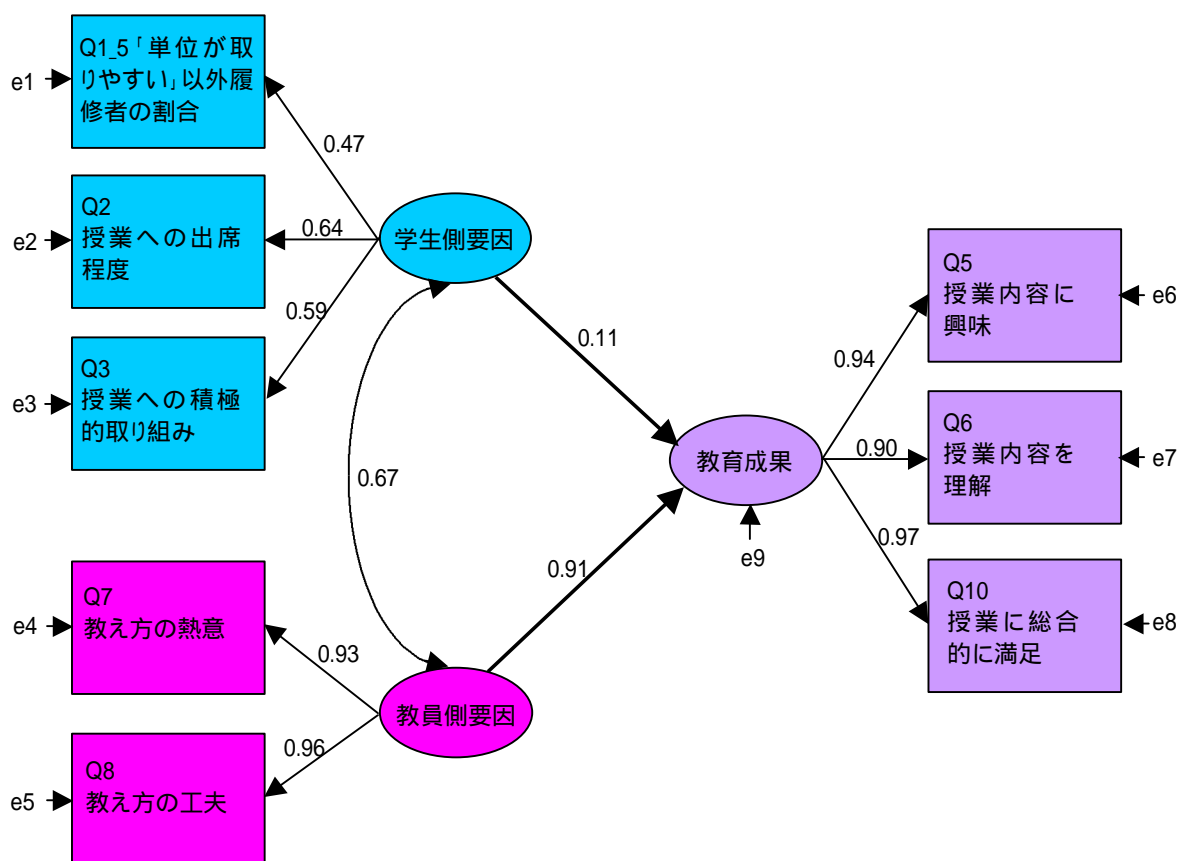 Q1_5「単位が取
りやすい」以外履
修者の割合
e1
0.47
Q2
授業への出席
程度
e2
0.64
学生側要因
Q3
授業への積極
的取り組み
e3
0.59
0.11
0.67
Q5
授業内容に
興味
e6
0.94
教育成果
Q6
授業内容を
理解
e7
0.90
e9
0.97
Q10
授業に総合
的に満足
e8
0.91
Q7
教え方の熱意
e4
0.93
教員側要因
Q8
教え方の工夫
e5
0.96